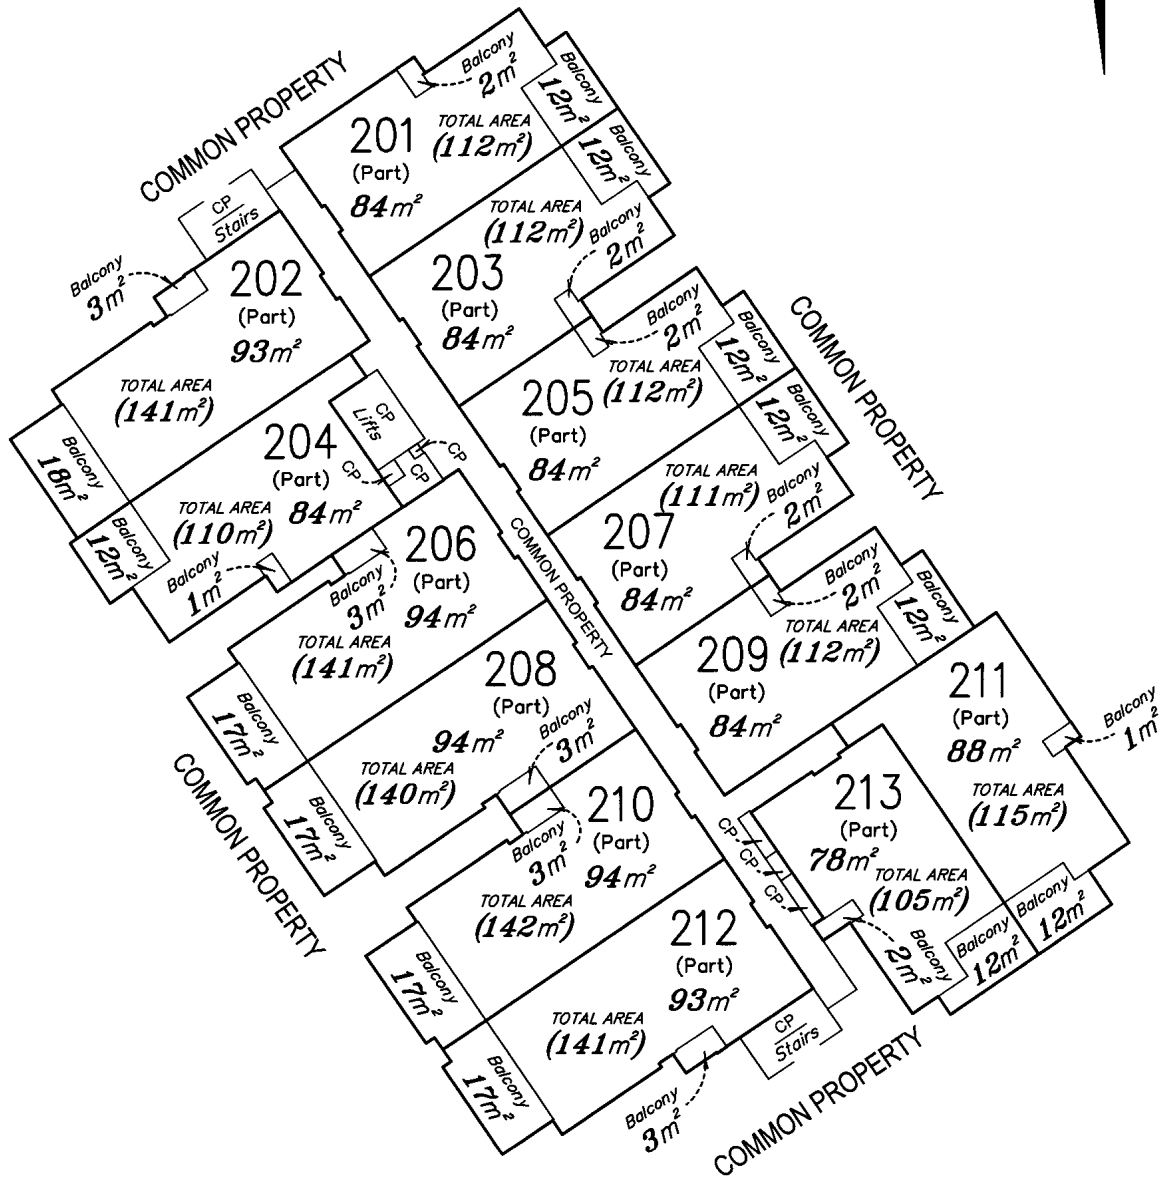 COMMON PROPERTY
Balcony
2m²
Balcony
12m²
201
(Part)
84m²
TOTAL AREA
(112m²)
Balcony
12m²
CP
Stairs
TOTAL AREA
(112m²)
Balcony
2m²
203
(Part)
84m²
Balcony
3m²
202
(Part)
93m²
TOTAL AREA
(141m²)
Balcony
18m²
Balcony
2m²
Balcony
12m²
COMMON PROPERTY
205
(Part)
84m²
TOTAL AREA
(112m²)
Balcony
12m²
CP
Lifts
CP
CP
CP
204
(Part)
84m²
TOTAL AREA
(110m²)
Balcony
12m²
Balcony
1m²
TOTAL AREA
(111m²)
Balcony
2m²
207
(Part)
84m²
COMMON PROPERTY
206
(Part)
94m²
Balcony
3m²
TOTAL AREA
(141m²)
Balcony
17m²
Balcony
2m²
Balcony
12m²
209
(Part)
84m²
TOTAL AREA
(112m²)
208
(Part)
94m²
Balcony
3m²
TOTAL AREA
(140m²)
Balcony
17m²
COMMON PROPERTY
211
(Part)
88m²
TOTAL AREA
(115m²)
Balcony
1m²
Balcony
12m²
210
(Part)
94m²
Balcony
3m²
TOTAL AREA
(142m²)
Balcony
17m²
213
(Part)
78m²
TOTAL AREA
(105m²)
CP
CP
CP
Balcony
2m²
Balcony
12m²
212
(Part)
93m²
TOTAL AREA
(141m²)
Balcony
17m²
CP
Stairs
Balcony
3m²
COMMON PROPERTY